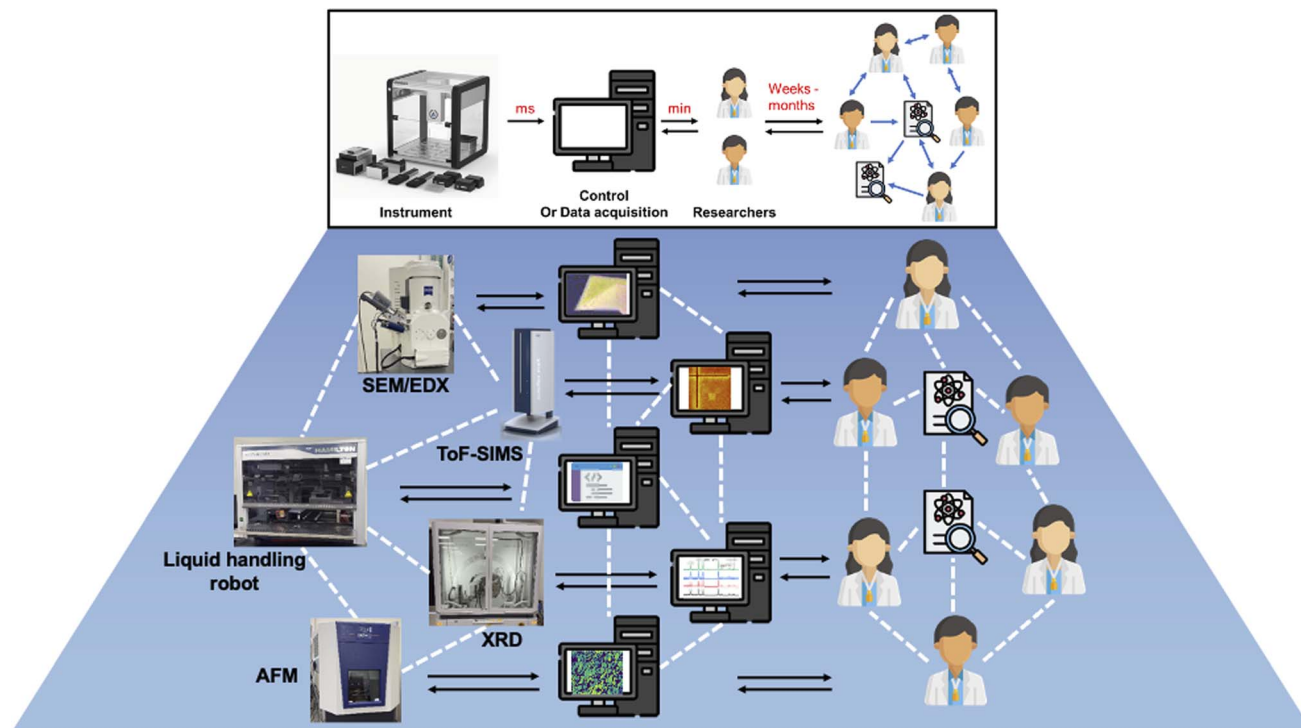 ms
min
Weeks -
months
Instrument
Control
Or Data acquisition
Researchers
SEM/EDX
ToF-SIMS
HAMILTON
Liquid handling
robot
XRD
AFM